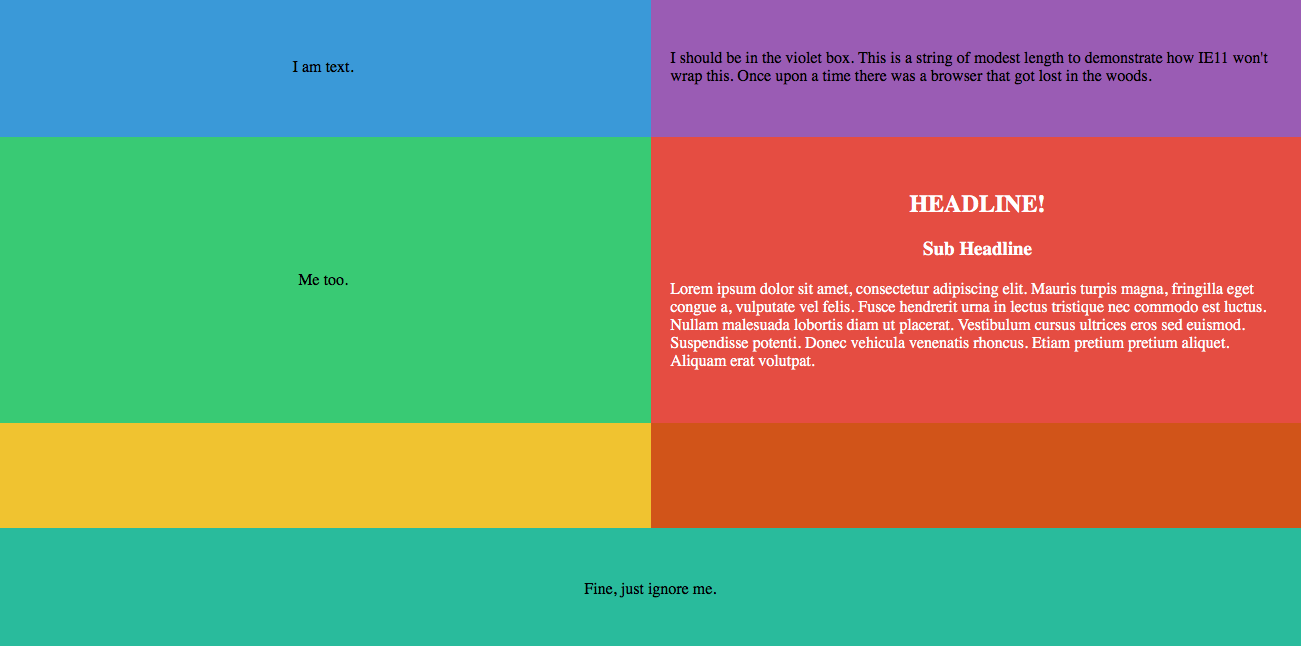 I am text.
I should be in the violet box. This is a string of modest length to demonstrate how IE11 won't
wrap this. Once upon a time there was a browser that got lost in the woods.
Me too.
HEADLINE!
Sub Headline
Lorem ipsum dolor sit amet, consectetur adipiscing elit. Mauris turpis magna, fringilla eget
congue a, vulputate vel felis. Fusce hendrerit urna in lectus tristique nec commodo est luctus.
Nullam malesuada lobortis diam ut placerat. Vestibulum cursus ultrices eros sed euismod.
Suspendisse potenti. Donec vehicula venenatis rhoncus. Etiam pretium pretium aliquet.
Aliquam erat volutpat.
Fine, just ignore me.